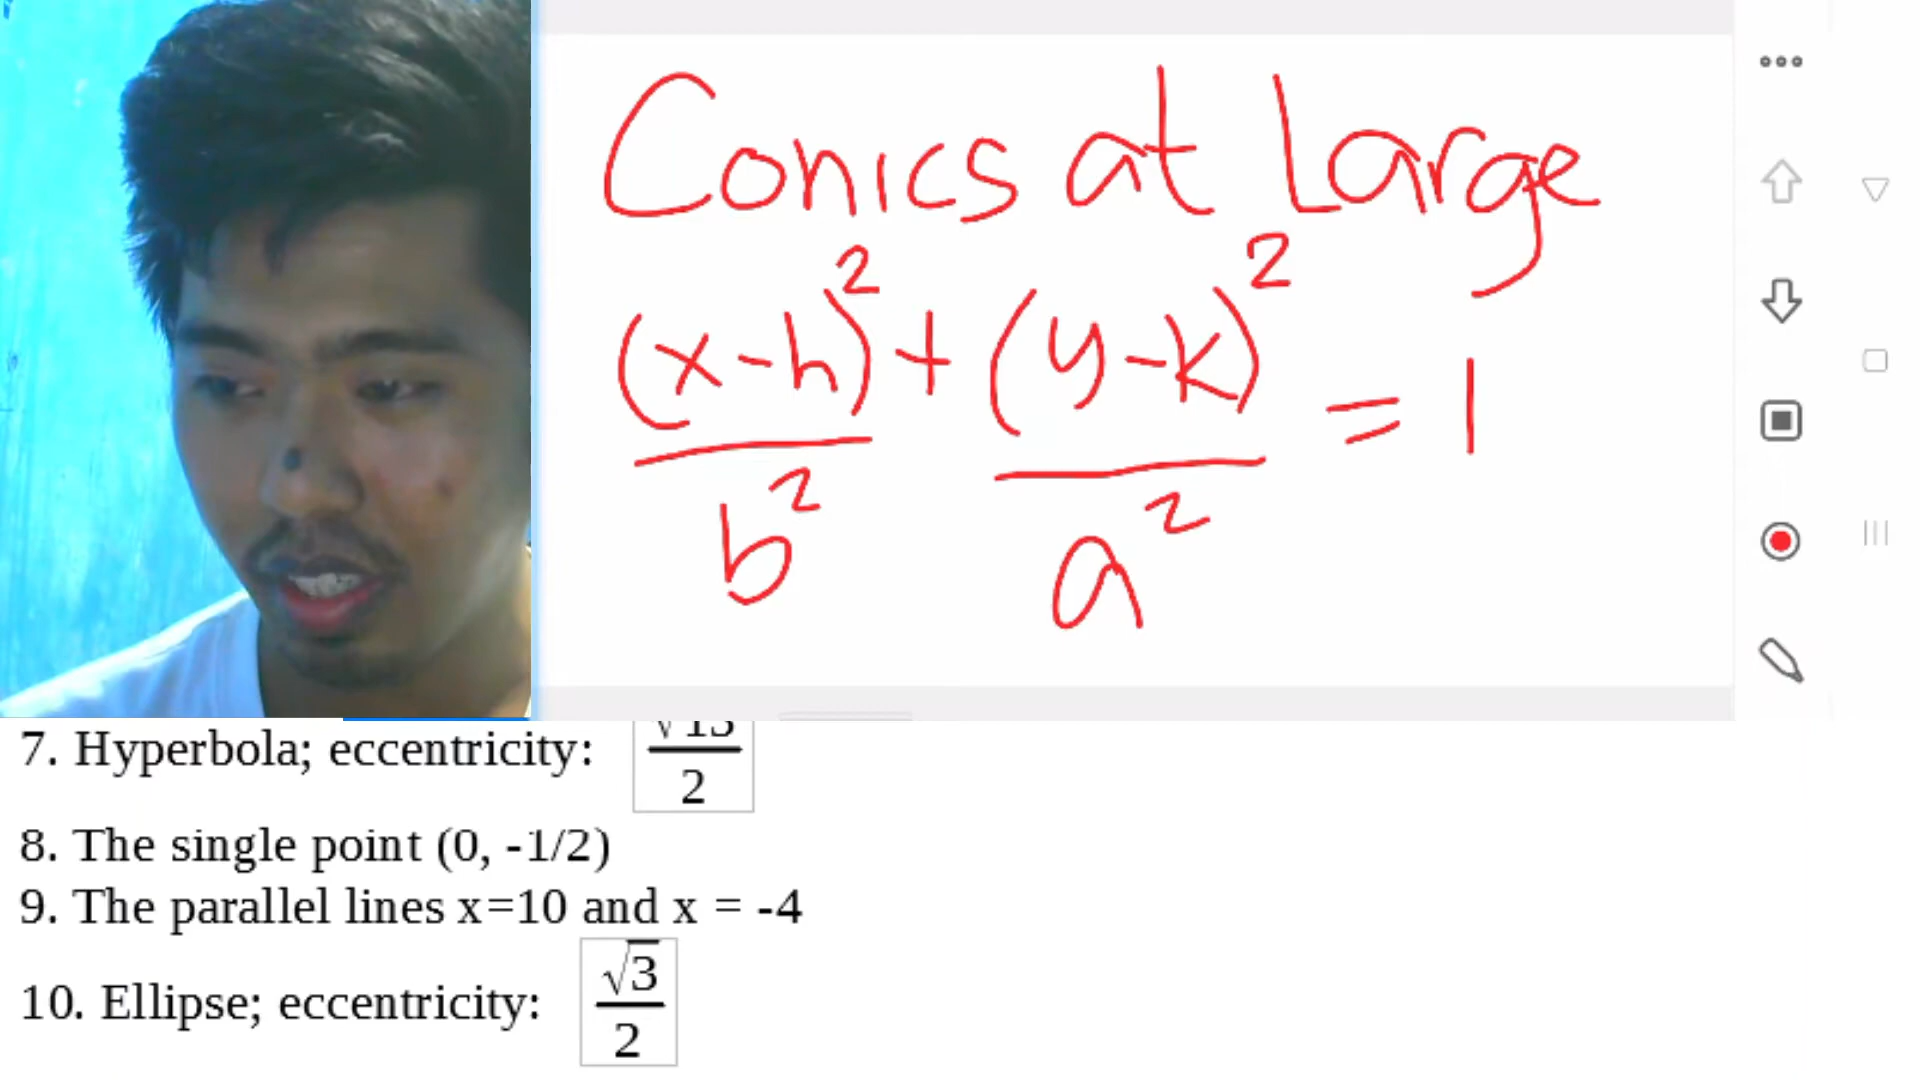 Conics at Large
(x-h)² + (y-k)² = 1
b² a²
7. Hyperbola; eccentricity: √13
2
8. The single point (0, -1/2)
9. The parallel lines x=10 and x = -4
10. Ellipse; eccentricity: √3
2